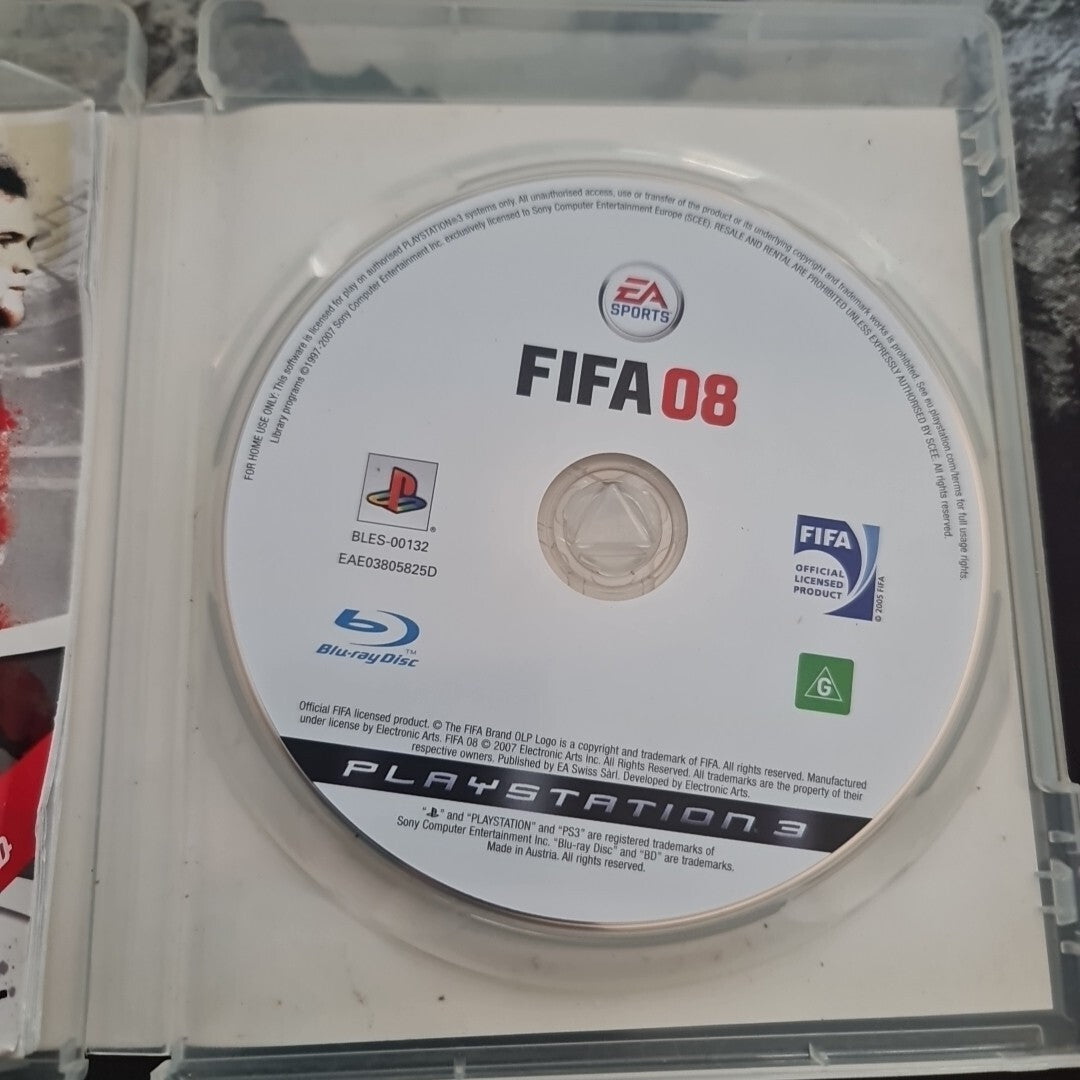 FOR HOME USE ONLY: This software is licensed for play on authorised PLAYSTATION®3 systems only. All unauthorised access, use or transfer of the product or its underlying copyright and trademark works is prohibited. See eu.playstation.com/terms for full usage rights.
Library programs ©1997-2007 Sony Computer Entertainment Inc. exclusively licensed to Sony Computer Entertainment Europe (SCEE). RESALE AND RENTAL ARE PROHIBITED UNLESS EXPRESSLY AUTHORISED BY SCEE. All rights reserved.
EA
SPORTS
FIFA 08
BLES-00132
EAE03805825D
Blu-ray Disc™
FIFA
OFFICIAL
LICENSED
PRODUCT
© 2005 FIFA
G
Official FIFA licensed product. © The FIFA Brand OLP Logo is a copyright and trademark of FIFA. All rights reserved. Manufactured
under license by Electronic Arts. FIFA 08 © 2007 Electronic Arts Inc. All Rights Reserved. All trademarks are the property of their
respective owners. Published by EA Swiss Sàrl. Developed by Electronic Arts.
PLAYSTATION 3
" " and "PLAYSTATION" and "PS3" are registered trademarks of
Sony Computer Entertainment Inc. "Blu-ray Disc" and "BD" are trademarks.
Made in Austria. All rights reserved.